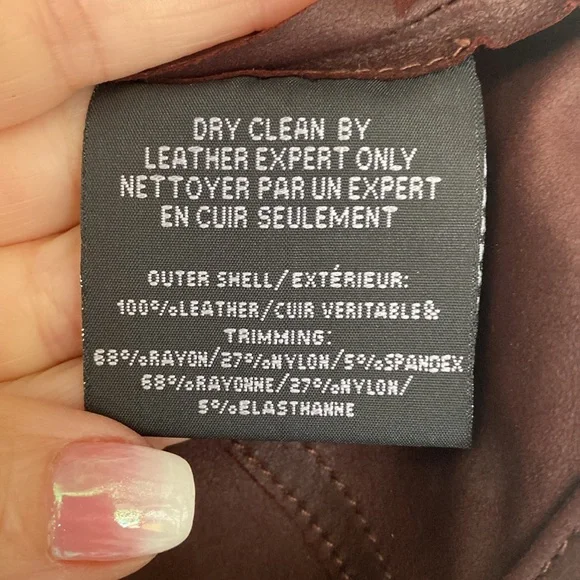 DRY CLEAN BY
LEATHER EXPERT ONLY
NETTOYER PAR UN EXPERT
EN CUIR SEULEMENT
OUTER SHELL/EXTÉRIEUR:
100%LEATHER/CUIR VERITABLE&
TRIMMING:
68%RAYON/27%NYLON/5%SPANDEX
68%RAYONNE/27%NYLON/
5%ELASTHANNE